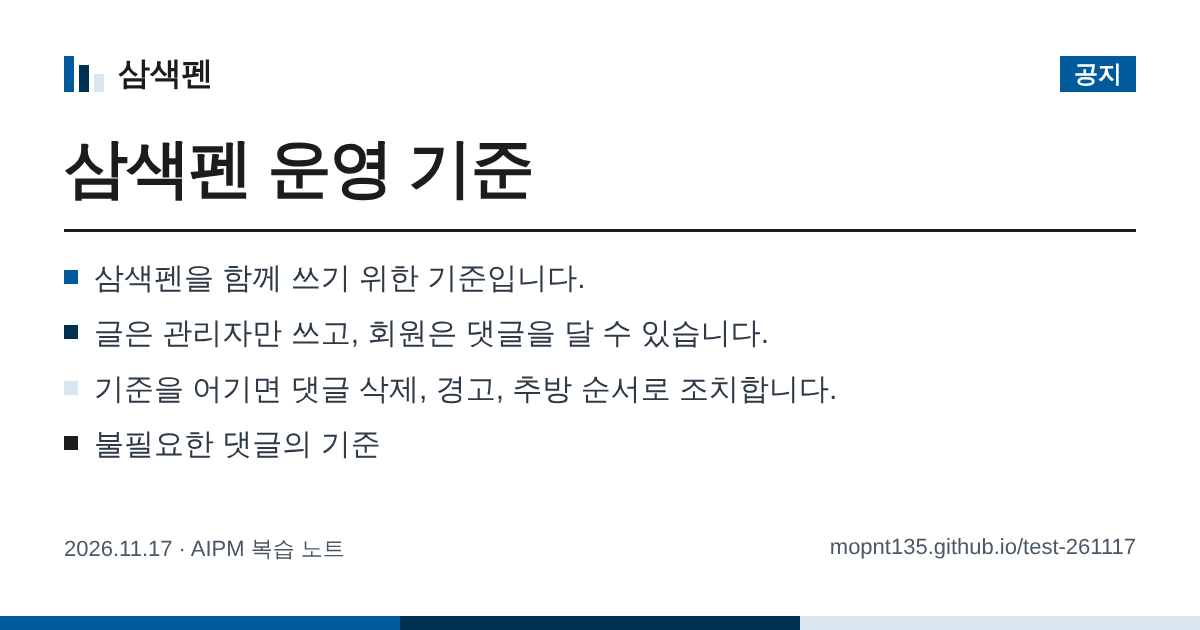 삼색펜
공지
삼색펜 운영 기준
삼색펜을 함께 쓰기 위한 기준입니다.
글은 관리자만 쓰고, 회원은 댓글을 달 수 있습니다.
기준을 어기면 댓글 삭제, 경고, 추방 순서로 조치합니다.
불필요한 댓글의 기준
2026.11.17 · AIPM 복습 노트
mopnt135.github.io/test-261117